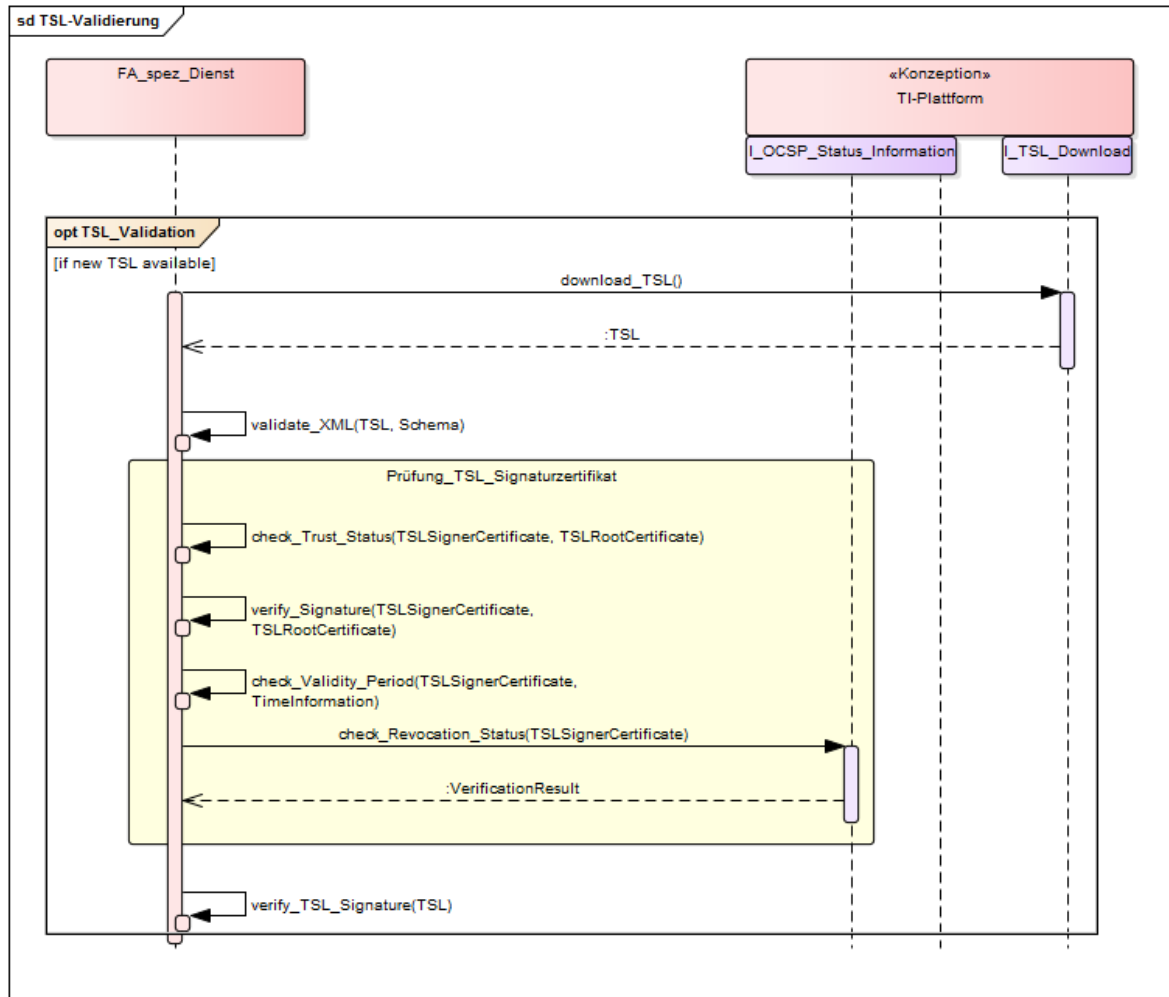 sd TSL-Validierung
FA_spez_Dienst
«Konzeption»
TI-Plattform
I_OCSP_Status_Information
I_TSL_Download
opt TSL_Validation
[if new TSL available]
download_TSL()
:TSL
validate_XML(TSL, Schema)
Prüfung_TSL_Signaturzertifikat
check_Trust_Status(TSLSignerCertificate, TSLRootCertificate)
verify_Signature(TSLSignerCertificate,
TSLRootCertificate)
check_Validity_Period(TSLSignerCertificate,
TimeInformation)
check_Revocation_Status(TSLSignerCertificate)
:VerificationResult
verify_TSL_Signature(TSL)